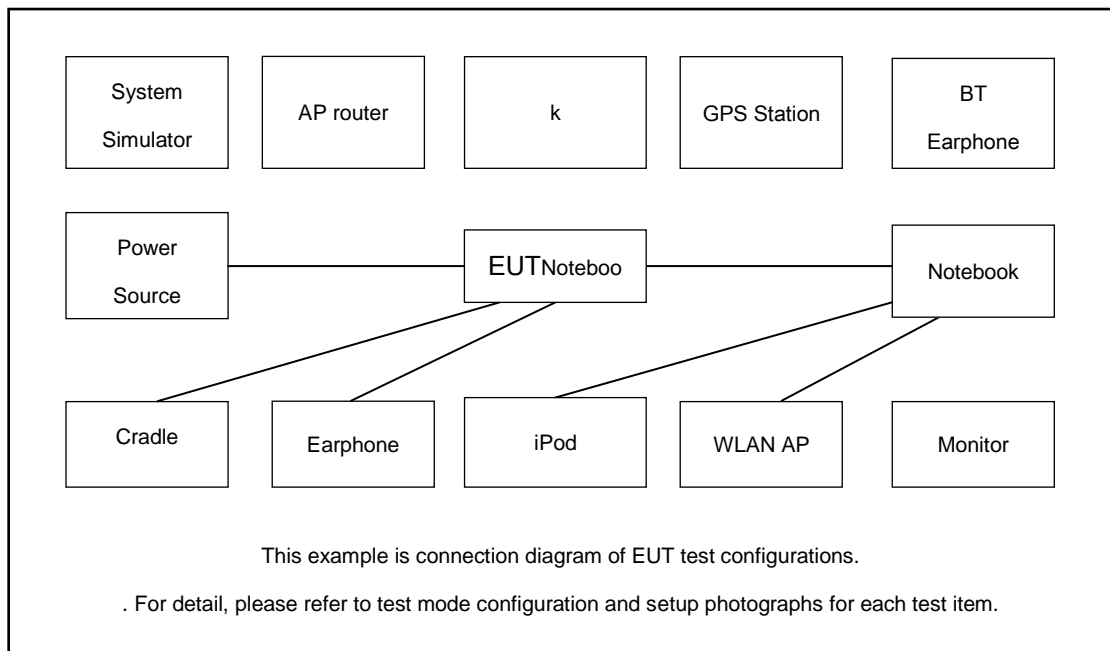 System
Simulator
AP router
k
GPS Station
BT
Earphone
Power
Source
EUTNoteboo
Notebook
Cradle
Earphone
iPod
WLAN AP
Monitor
This example is connection diagram of EUT test configurations.
. For detail, please refer to test mode configuration and setup photographs for each test item.